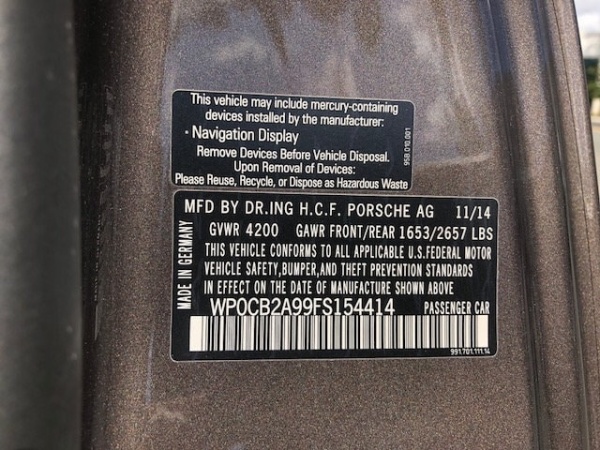 This vehicle may include mercury-containing
devices installed by the manufacturer:
• Navigation Display
Remove Devices Before Vehicle Disposal.
Upon Removal of Devices:
Please Reuse, Recycle, or Dispose as Hazardous Waste
958.010.001
MFD BY DR.ING H.C.F. PORSCHE AG 11/14
GVWR 4200 GAWR FRONT/REAR 1653/2657 LBS
THIS VEHICLE CONFORMS TO ALL APPLICABLE U.S.FEDERAL MOTOR
VEHICLE SAFETY,BUMPER,AND THEFT PREVENTION STANDARDS
IN EFFECT ON THE DATE OF MANUFACTURE SHOWN ABOVE
WP0CB2A99FS154414 PASSENGER CAR
MADE IN GERMANY
991.701.111.14